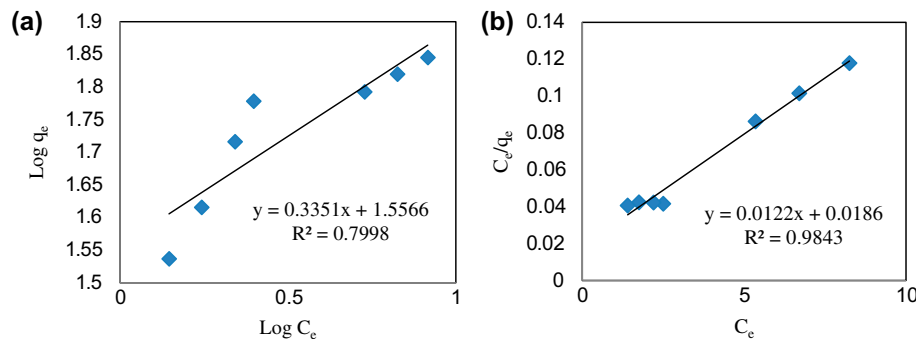 (a)
1.9
1.85
1.8
1.75
1.7
1.65
1.6
1.55
1.5
Log qe
y = 0.3351x + 1.5566
R² = 0.7998
0
0.5
1
Log Ce
(b)
0.14
0.12
0.1
0.08
0.06
0.04
0.02
0
Ce/qe
y = 0.0122x + 0.0186
R² = 0.9843
0
5
10
Ce